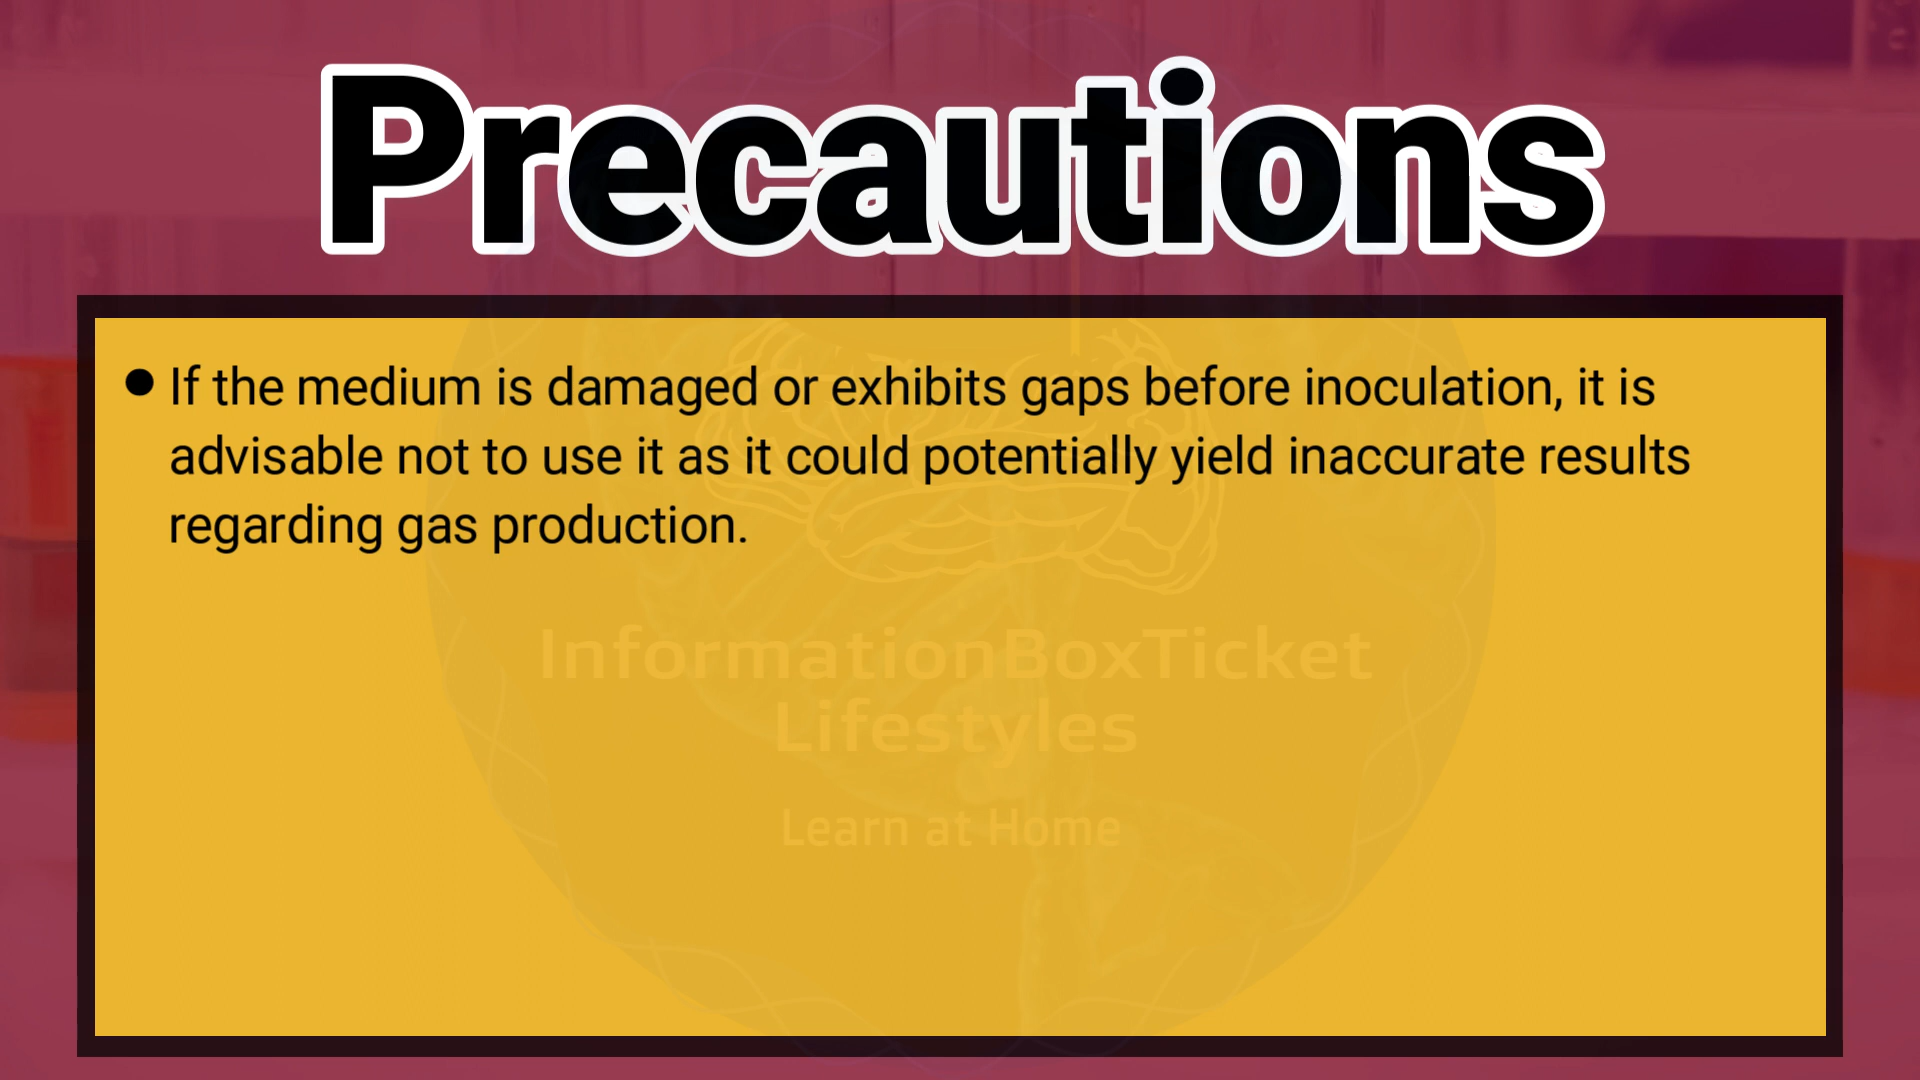 Precautions
● If the medium is damaged or exhibits gaps before inoculation, it is
advisable not to use it as it could potentially yield inaccurate results
regarding gas production.
InformationBoxTicket
Lifestyles
Learn at Home